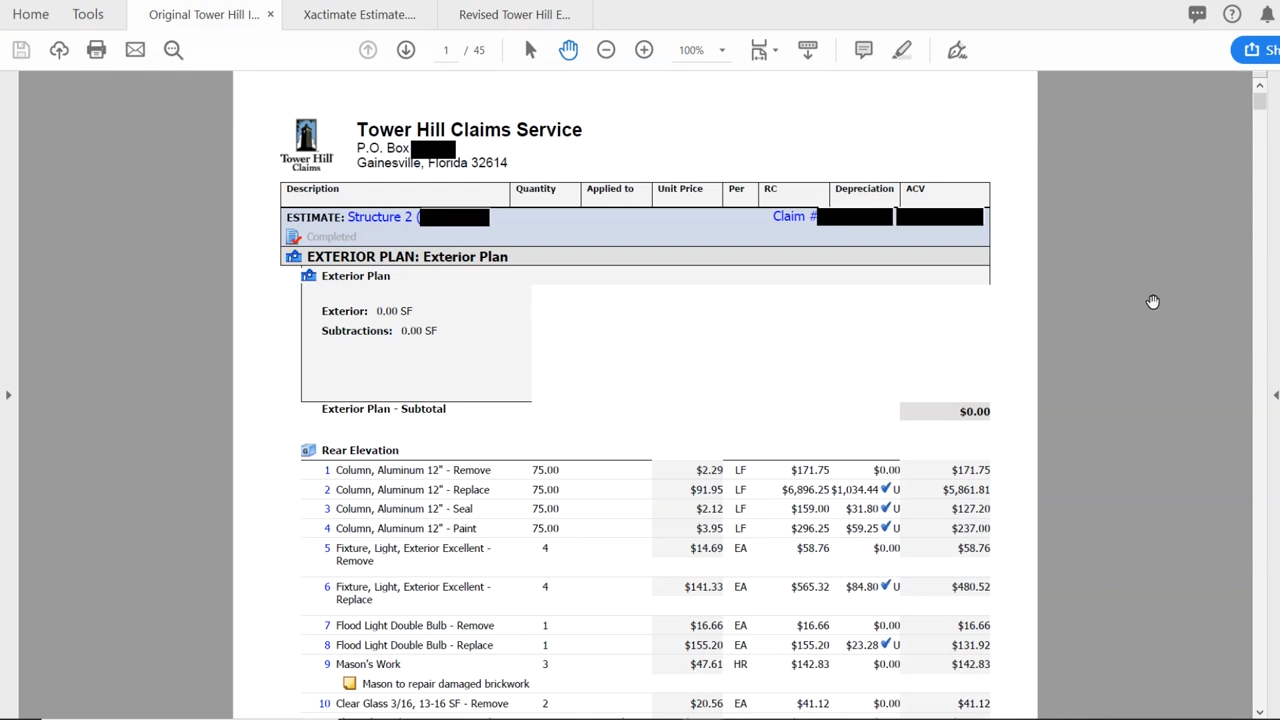 Home Tools Original Tower Hill I... × Xactimate Estimate.... Revised Tower Hill E...
1 / 45 100% Sh
Tower Hill Claims Service
P.O. Box
Gainesville, Florida 32614
Tower Hill
Claims
Description Quantity Applied to Unit Price Per RC Depreciation ACV
ESTIMATE: Structure 2 ( Claim #
Completed
EXTERIOR PLAN: Exterior Plan
Exterior Plan
Exterior: 0.00 SF
Subtractions: 0.00 SF
Exterior Plan - Subtotal $0.00
G Rear Elevation
1 Column, Aluminum 12" - Remove 75.00 $2.29 LF $171.75 $0.00 $171.75
2 Column, Aluminum 12" - Replace 75.00 $91.95 LF $6,896.25 $1,034.44 U $5,861.81
3 Column, Aluminum 12" - Seal 75.00 $2.12 LF $159.00 $31.80 U $127.20
4 Column, Aluminum 12" - Paint 75.00 $3.95 LF $296.25 $59.25 U $237.00
5 Fixture, Light, Exterior Excellent - 4 $14.69 EA $58.76 $0.00 $58.76
Remove
6 Fixture, Light, Exterior Excellent - 4 $141.33 EA $565.32 $84.80 U $480.52
Replace
7 Flood Light Double Bulb - Remove 1 $16.66 EA $16.66 $0.00 $16.66
8 Flood Light Double Bulb - Replace 1 $155.20 EA $155.20 $23.28 U $131.92
9 Mason's Work 3 $47.61 HR $142.83 $0.00 $142.83
Mason to repair damaged brickwork
10 Clear Glass 3/16, 13-16 SF - Remove 2 $20.56 EA $41.12 $0.00 $41.12